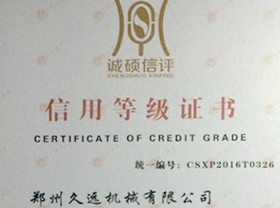 诚硕信评
CHENGSHUO XINPING
信用等级证书
CERTIFICATE OF CREDIT GRADE
统一编号：CSXP2016T0326
郑州久远机械有限公司